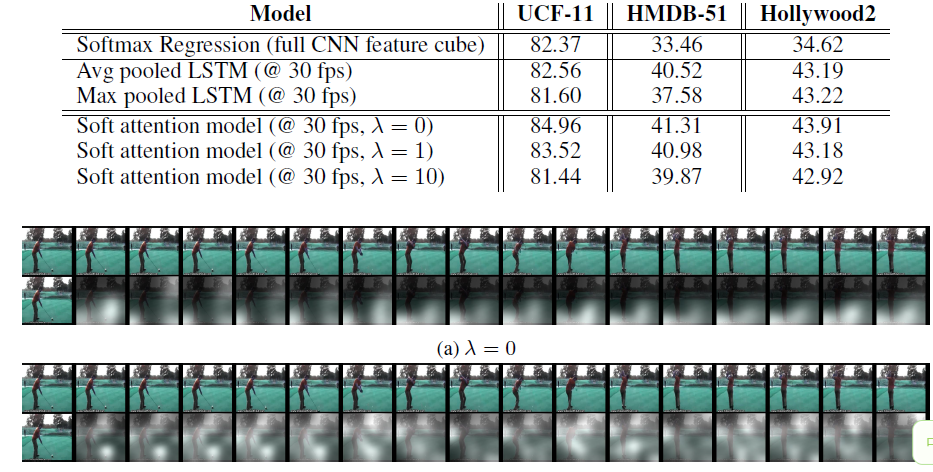 Model UCF-11 HMDB-51 Hollywood2
Softmax Regression (full CNN feature cube) 82.37 33.46 34.62
Avg pooled LSTM (@ 30 fps) 82.56 40.52 43.19
Max pooled LSTM (@ 30 fps) 81.60 37.58 43.22
Soft attention model (@ 30 fps, λ = 0) 84.96 41.31 43.91
Soft attention model (@ 30 fps, λ = 1) 83.52 40.98 43.18
Soft attention model (@ 30 fps, λ = 10) 81.44 39.87 42.92
(a) λ = 0